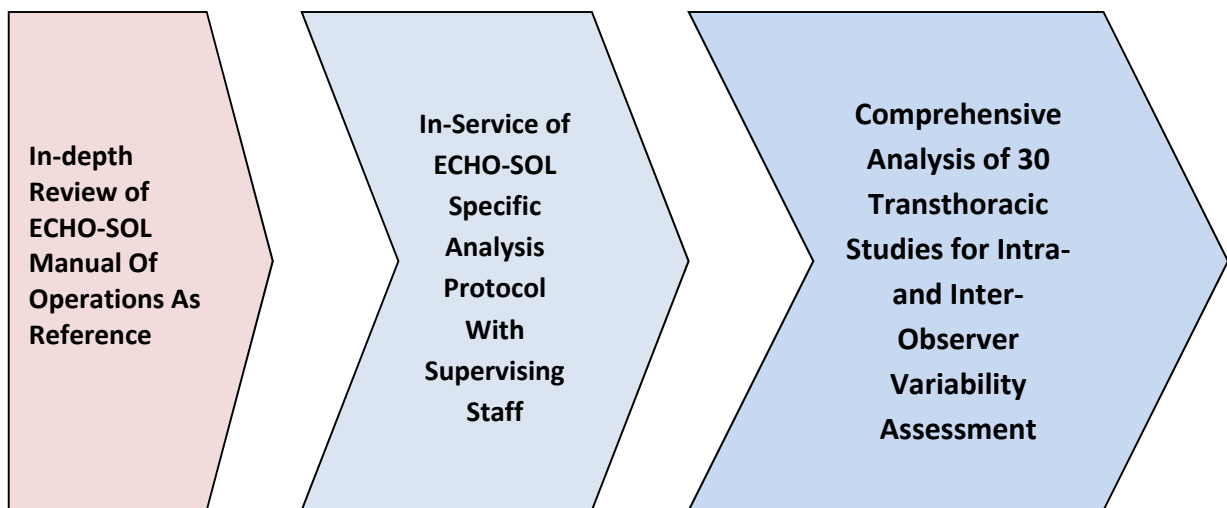 In-depth
Review of
ECHO-SOL
Manual Of
Operations As
Reference
In-Service of
ECHO-SOL
Specific
Analysis
Protocol
With
Supervising
Staff
Comprehensive
Analysis of 30
Transthoracic
Studies for Intra-
and Inter-
Observer
Variability
Assessment